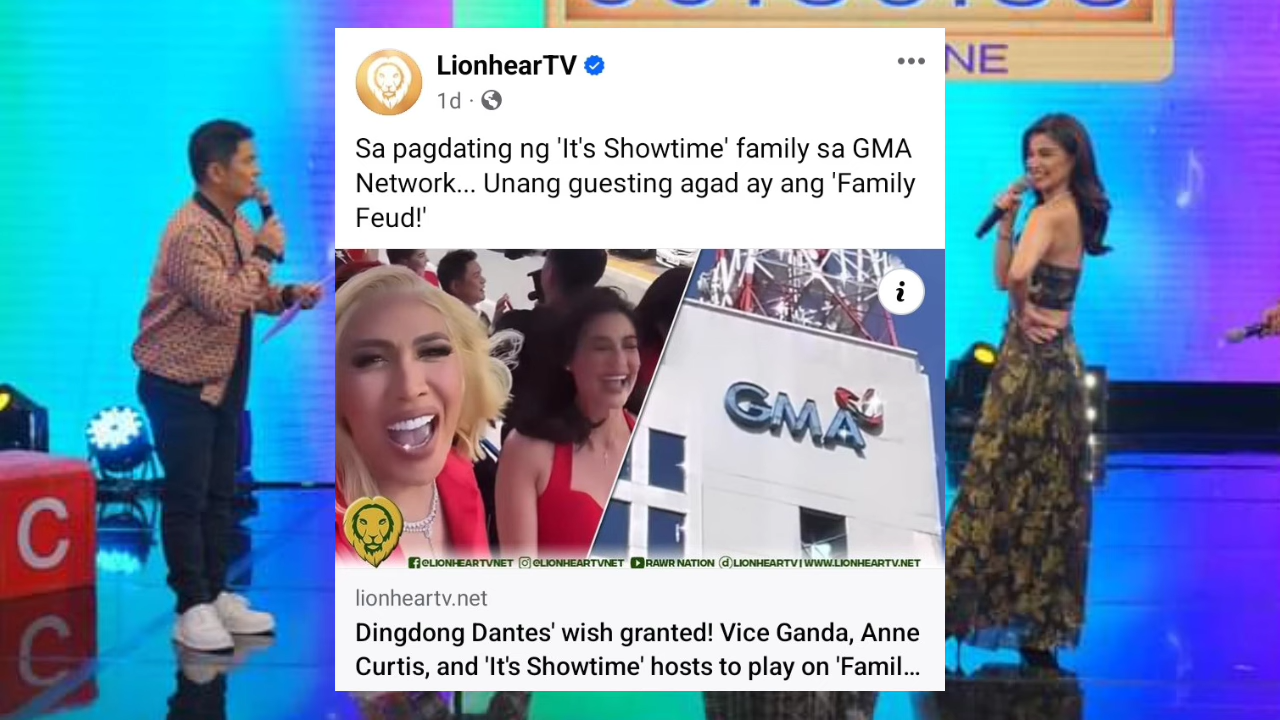 NE
LionhearTV
1d ·
Sa pagdating ng 'It's Showtime' family sa GMA
Network... Unang guesting agad ay ang 'Family
Feud!'
i
GMA
@LIONHEARTVNET @LIONHEARTVNET RAWR NATION LIONHEARTV | WWW.LIONHEARTV.NET
lionheartv.net
Dingdong Dantes' wish granted! Vice Ganda, Anne
Curtis, and 'It's Showtime' hosts to play on 'Famil...
C